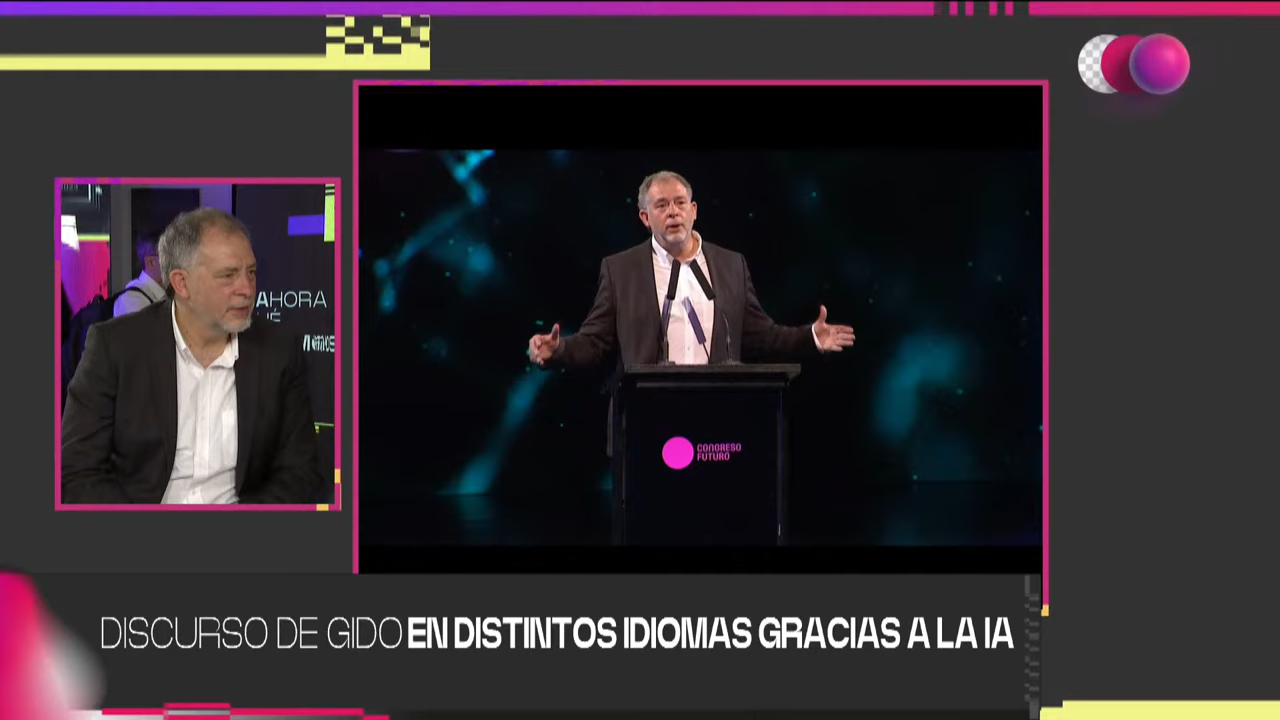 AHORA
CONGRESO
FUTURO
DISCURSO DE GIDO EN DISTINTOS IDIOMAS GRACIAS A LA IA